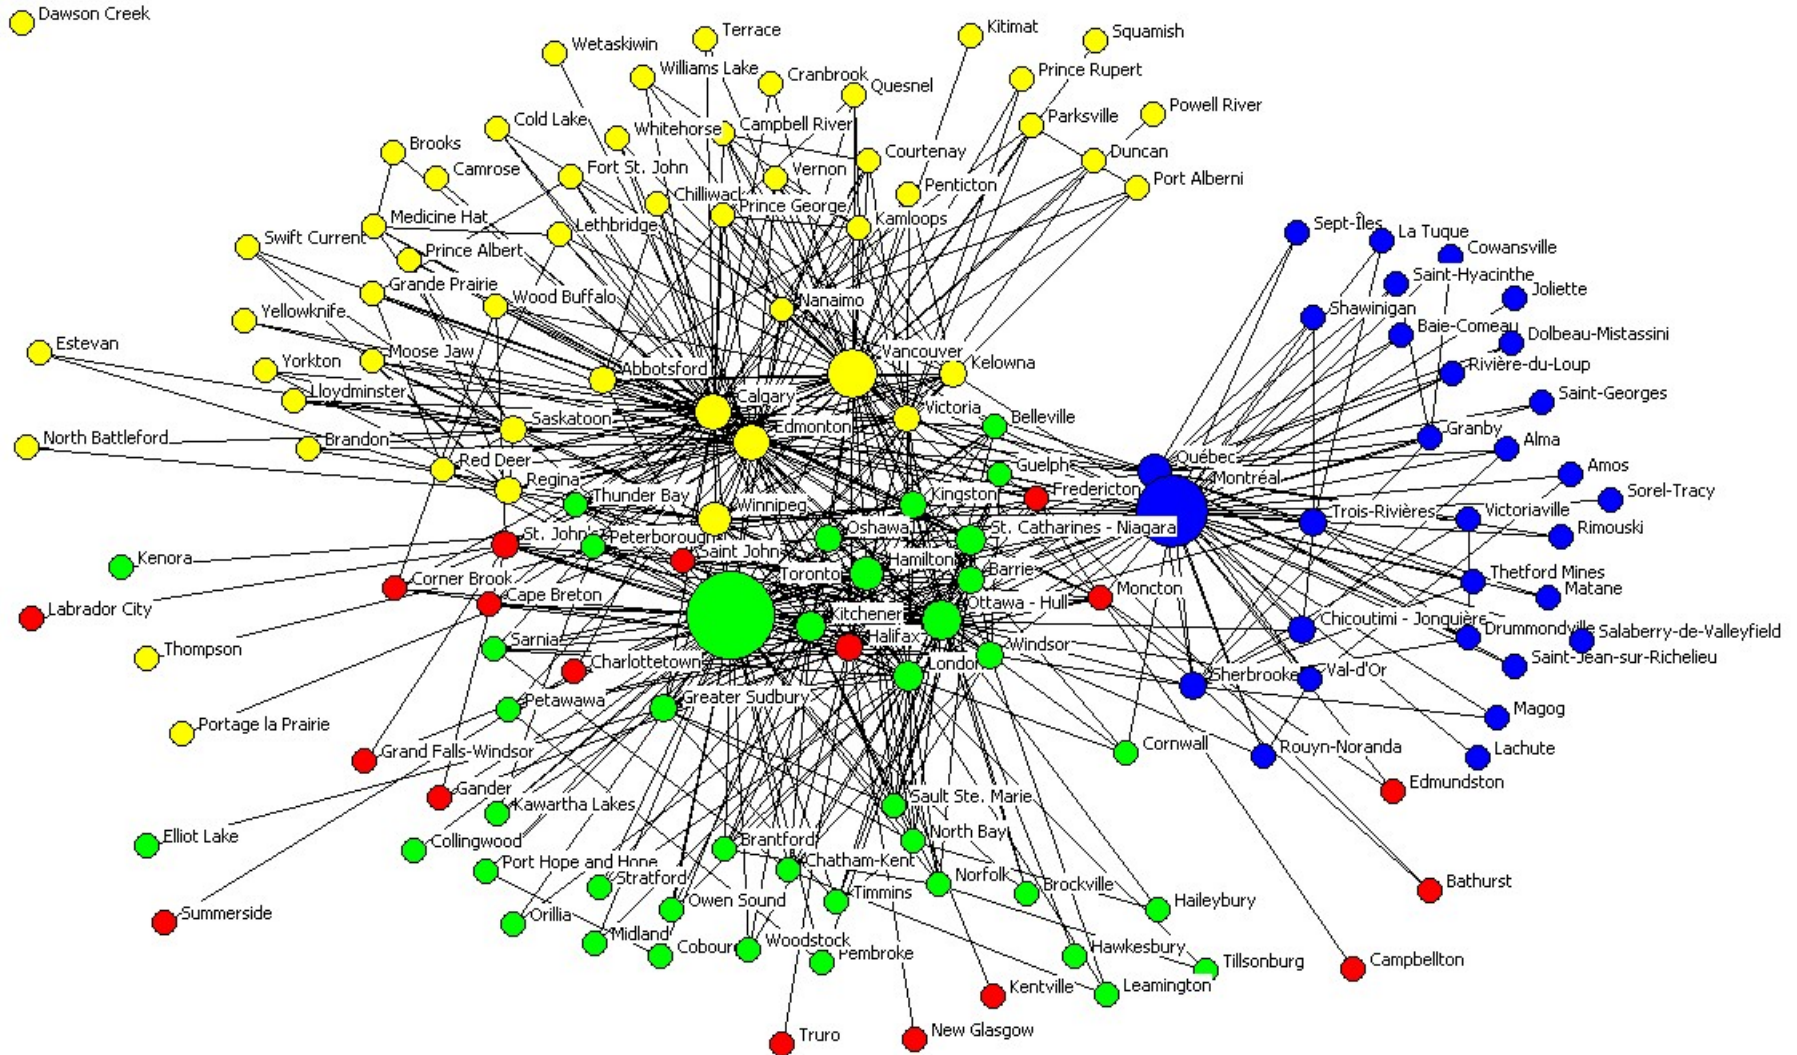 Dawson Creek
Wetaskiwin
Terrace
Kitimat
Squamish
Williams Lake
Cranbrook
Quesnel
Prince Rupert
Powell River
Cold Lake
Whitehorse
Campbell River
Parksville
Brooks
Camrose
Fort St. John
Vernon
Courtenay
Duncan
Chilliwack
Prince George
Penticton
Port Alberni
Medicine Hat
Lethbridge
Kamloops
Sept-Îles
La Tuque
Swift Current
Prince Albert
Cowansville
Saint-Hyacinthe
Grande Prairie
Wood Buffalo
Nanaimo
Joliette
Yellowknife
Shawinigan
Baie-Comeau
Dolbeau-Mistassini
Estevan
Yorkton
Moose Jaw
Abbotsford
Vancouver
Kelowna
Rivière-du-Loup
Lloydminster
Calgary
Saint-Georges
Saskatoon
Edmonton
Victoria
Belleville
Granby
Alma
North Battleford
Brandon
Red Deer
Québec
Amos
Regina
Guelph
Montréal
Thunder Bay
Winnipeg
Kingston
Fredericton
Sorel-Tracy
Trois-Rivières
Victoriaville
Rimouski
St. John's
Peterborough
Oshawa
St. Catharines - Niagara
Kenora
Saint John
Hamilton
Corner Brook
Toronto
Barrie
Moncton
Thetford Mines
Matane
Labrador City
Cape Breton
Kitchener
Ottawa - Hull
Chicoutimi - Jonquière
Drummondville
Salaberry-de-Valleyfield
Thompson
Sarnia
Halifax
Windsor
Saint-Jean-sur-Richelieu
Charlottetown
London
Sherbrooke
Val-d'Or
Portage la Prairie
Petawawa
Greater Sudbury
Magog
Grand Falls-Windsor
Cornwall
Rouyn-Noranda
Lachute
Gander
Edmundston
Kawartha Lakes
Sault Ste. Marie
Elliot Lake
Collingwood
Brantford
North Bay
Port Hope and Hope
Stratford
Chatham-Kent
Norfolk
Brockville
Bathurst
Summerside
Orillia
Owen Sound
Timmins
Haileybury
Midland
Cobourg
Woodstock
Pembroke
Hawkesbury
Tillsonburg
Campbellton
Kentville
Leamington
Truro
New Glasgow